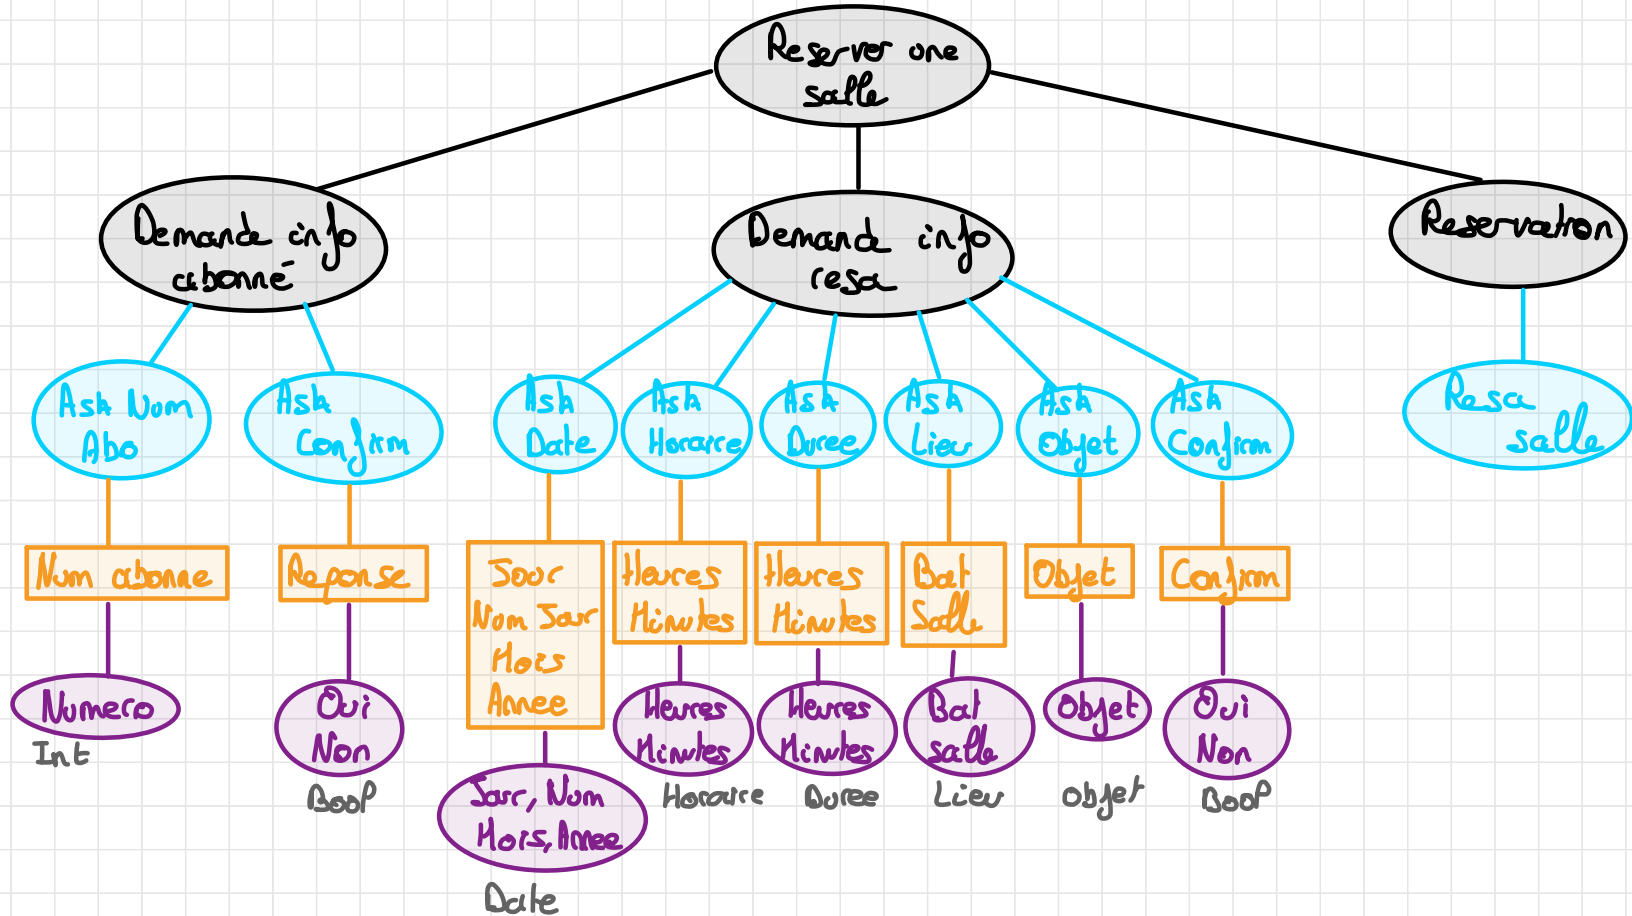 Reserver une
salle
Demande info
abonné
Demande info
resa
Reservation
Ask Num
Abo
Ask
Confirm
Ask
Date
Ask
Horaire
Ask
Duree
Ask
Lieu
Ask
Objet
Ask
Confirm
Resa
salle
Num abonne
Reponse
Jour
Num Jour
Mois
Annee
Heures
Minutes
Heures
Minutes
Bat
Salle
Objet
Confirm
Numero
Int
Oui
Non
Bool
Jour, Num
Mois, Annee
Date
Heures
Minutes
Horaire
Heures
Minutes
Duree
Bat
salle
Lieu
Objet
Objet
Oui
Non
Bool